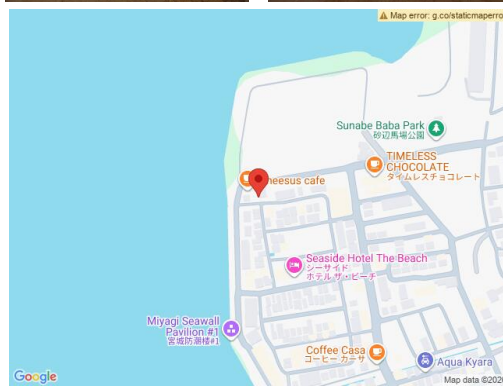 Map error: g.co/staticmaperro
Sunabe Baba Park
砂辺馬場公園
TIMELESS
CHOCOLATE
タイムレスチョコレート
heesus cafe
Seaside Hotel The Beach
シーサイド
ホテル ザ・ビーチ
Miyagi Seawall
Pavilion #1
宮城防潮楼#1
Coffee Casa
コーヒー カーサ
Aqua Kyara
Google
Map data ©202